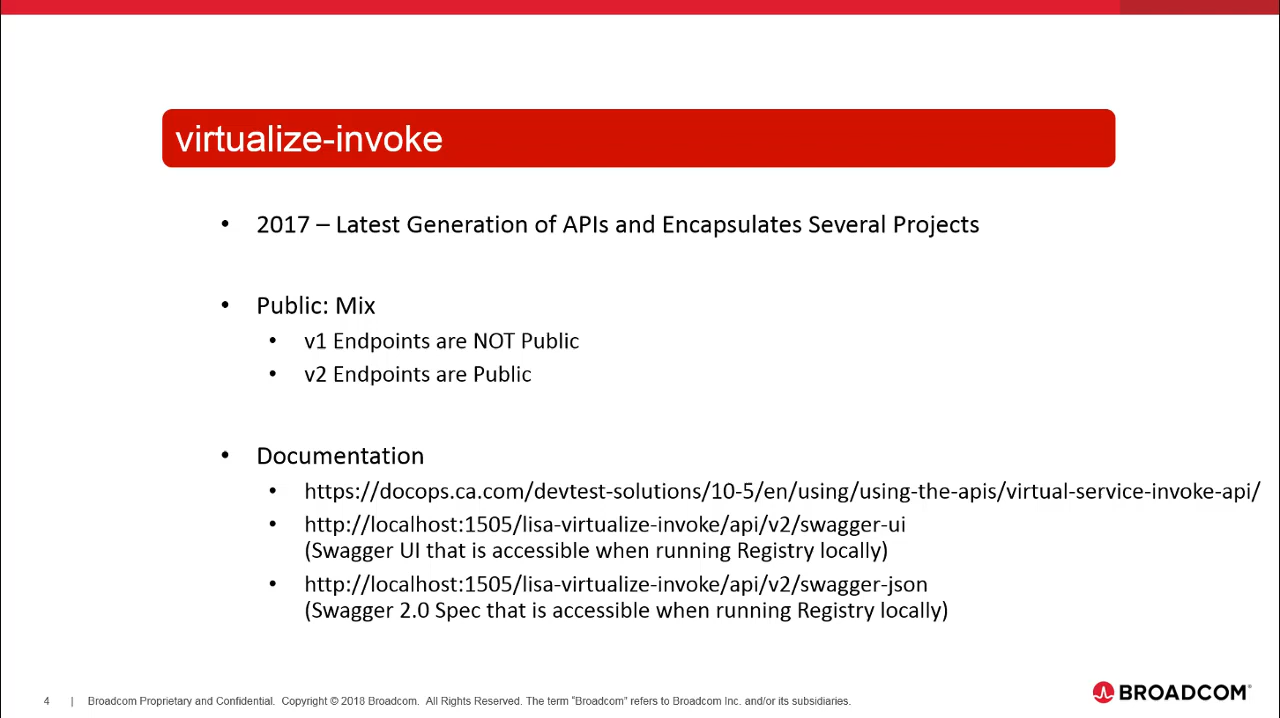 virtualize-invoke
• 2017 – Latest Generation of APIs and Encapsulates Several Projects
• Public: Mix
• v1 Endpoints are NOT Public
• v2 Endpoints are Public
• Documentation
• https://docops.ca.com/devtest-solutions/10-5/en/using/using-the-apis/virtual-service-invoke-api/
• http://localhost:1505/lisa-virtualize-invoke/api/v2/swagger-ui
(Swagger UI that is accessible when running Registry locally)
• http://localhost:1505/lisa-virtualize-invoke/api/v2/swagger-json
(Swagger 2.0 Spec that is accessible when running Registry locally)
4 | Broadcom Proprietary and Confidential. Copyright © 2018 Broadcom. All Rights Reserved. The term "Broadcom" refers to Broadcom Inc. and/or its subsidiaries.
BROADCOM®